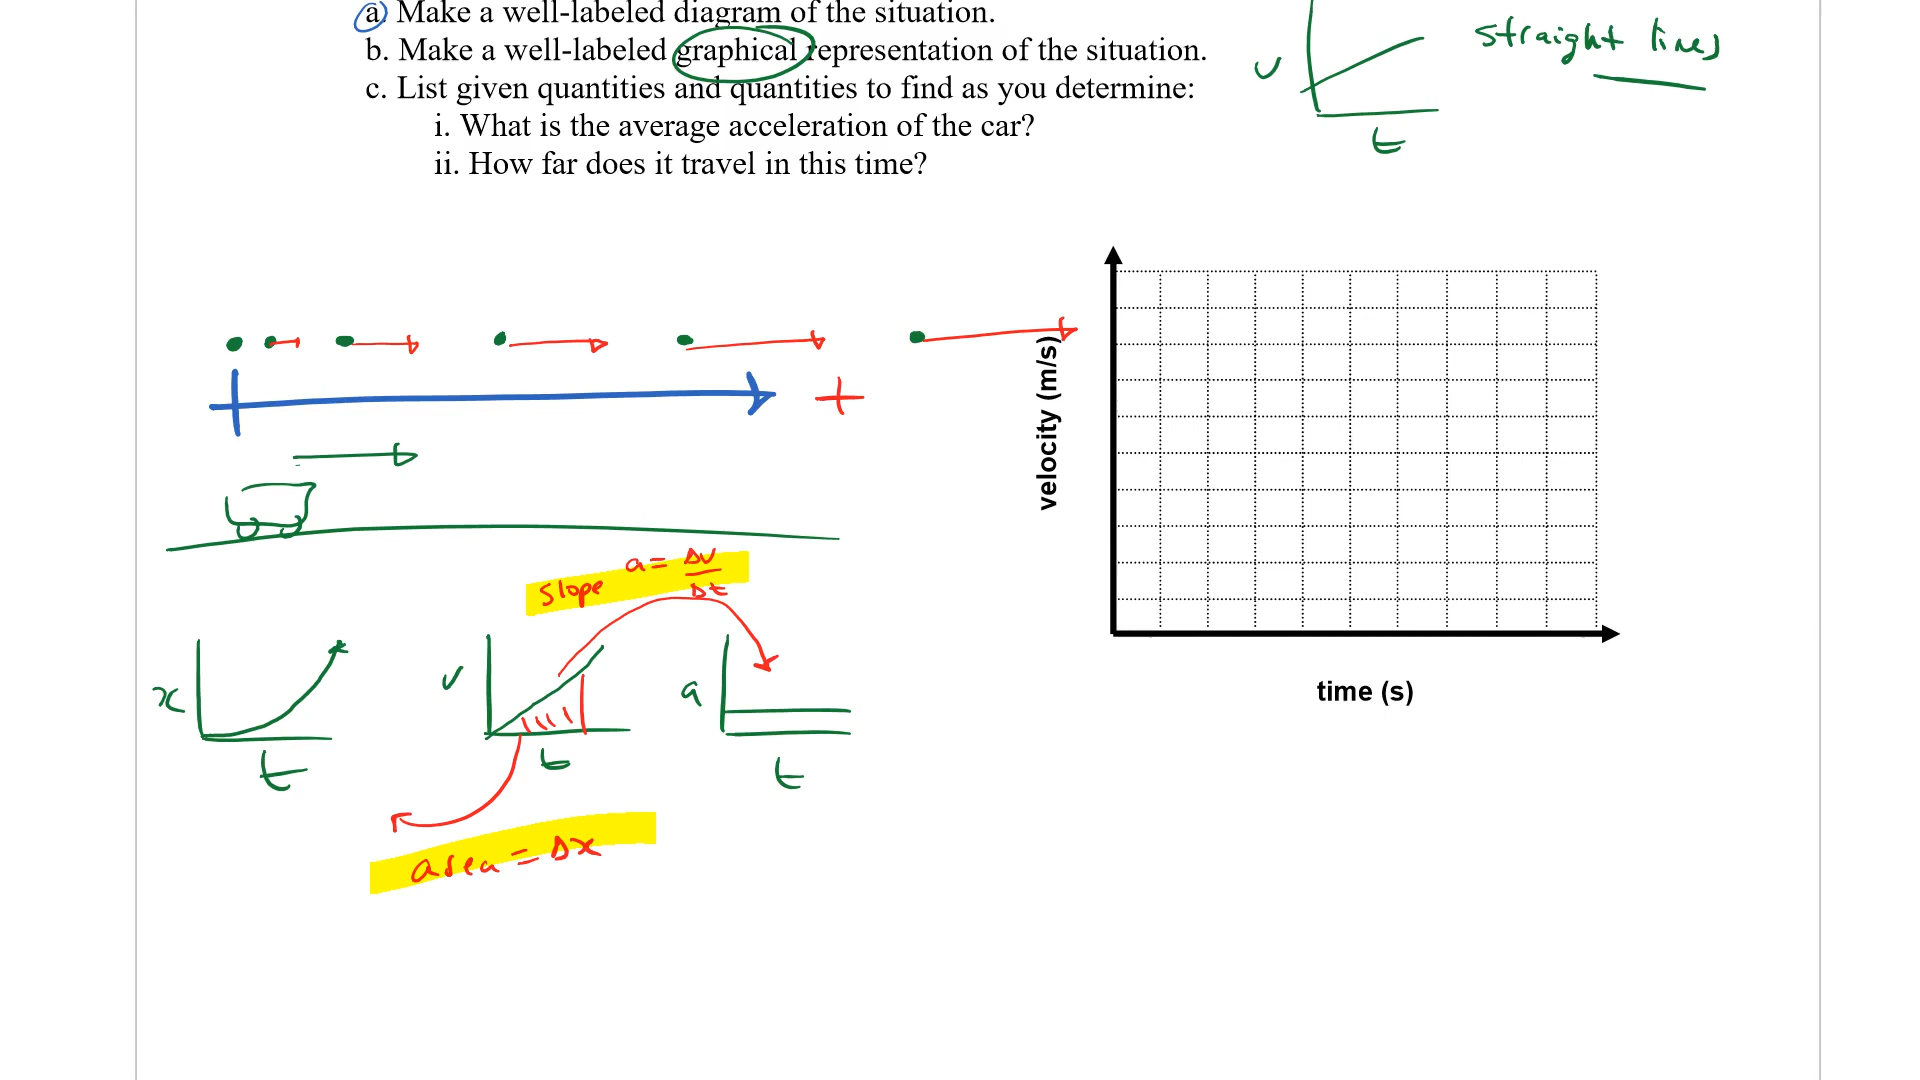 a. Make a well-labeled diagram of the situation.
b. Make a well-labeled graphical representation of the situation.
c. List given quantities and quantities to find as you determine:
i. What is the average acceleration of the car?
ii. How far does it travel in this time?
straight lines
v
t
+
velocity (m/s)
time (s)
slope a = Δv/Δt
x
t
v
t
a
t
area = Δx